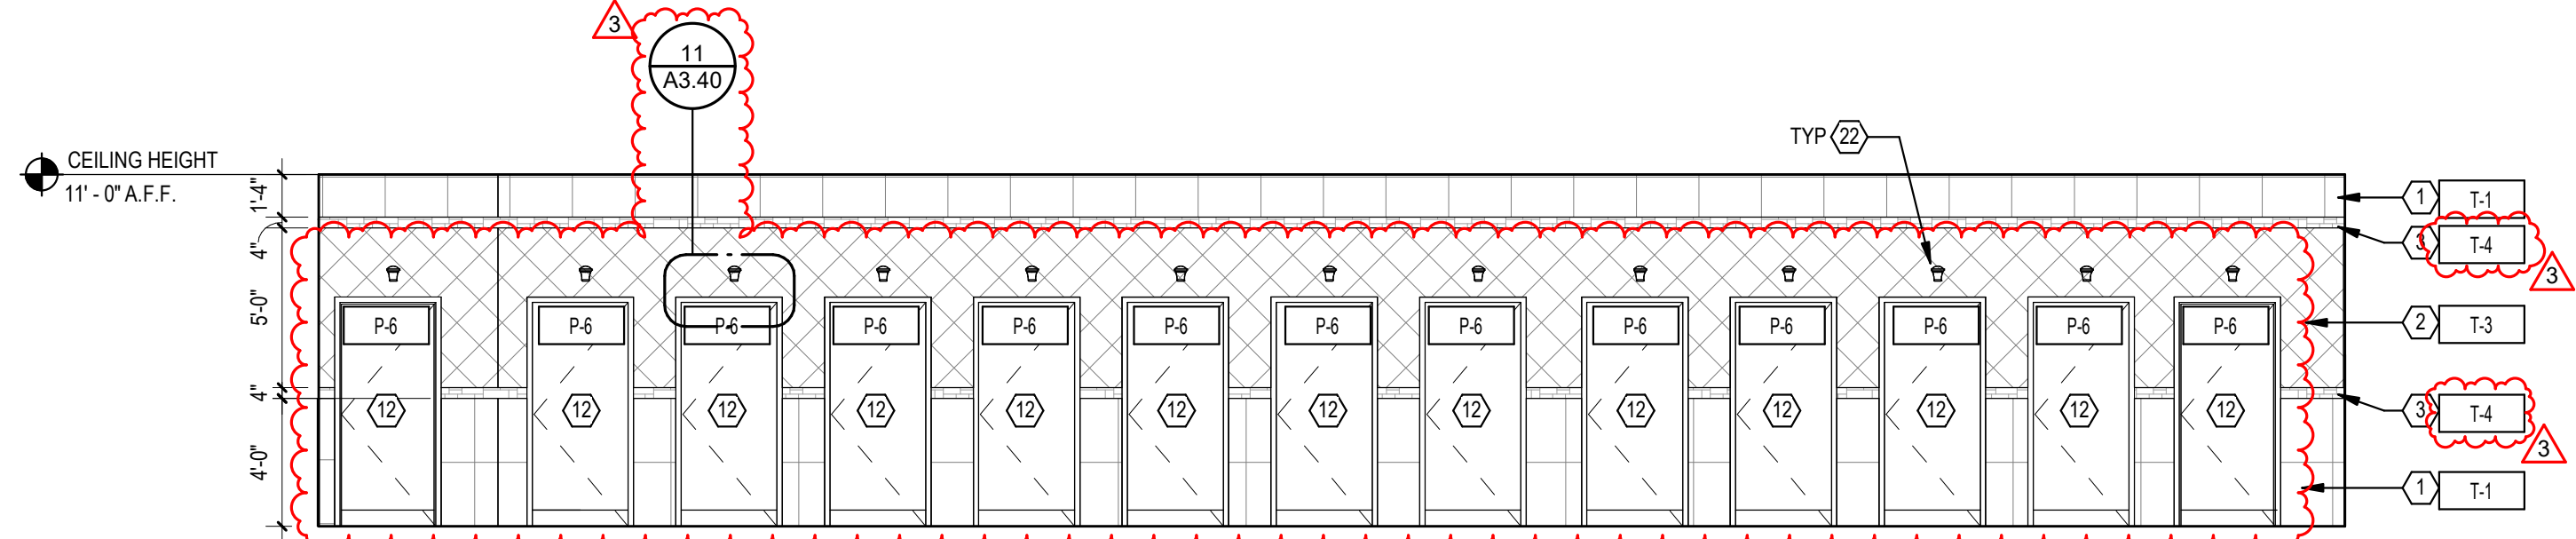 3
11
A3.40
CEILING HEIGHT
11' - 0" A.F.F.
TYP 22
1'-4"
4"
5'-0"
4"
4'-0"
1 T-1
3 T-4
3
2 T-3
3 T-4
3
1 T-1
P-6 P-6 P-6 P-6 P-6 P-6 P-6 P-6 P-6 P-6 P-6 P-6 P-6
12 12 12 12 12 12 12 12 12 12 12 12 12